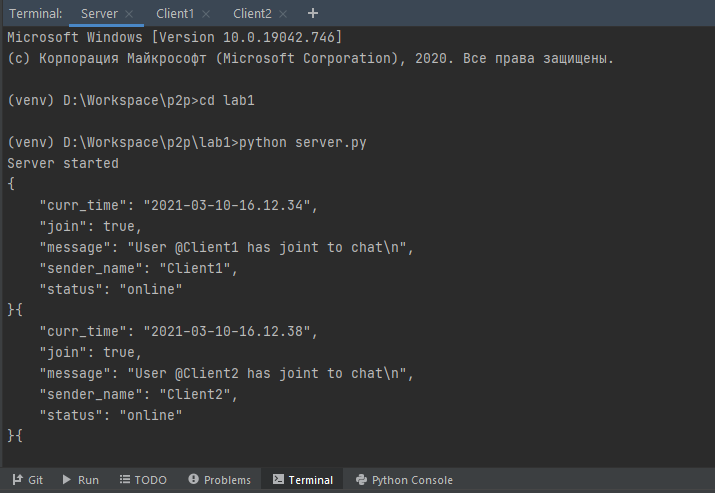 Terminal: Server × Client1 × Client2 × +
Microsoft Windows [Version 10.0.19042.746]
(c) Корпорация Майкрософт (Microsoft Corporation), 2020. Все права защищены.
(venv) D:\Workspace\p2p>cd lab1
(venv) D:\Workspace\p2p\lab1>python server.py
Server started
{
    "curr_time": "2021-03-10-16.12.34",
    "join": true,
    "message": "User @Client1 has joint to chat\n",
    "sender_name": "Client1",
    "status": "online"
}{
    "curr_time": "2021-03-10-16.12.38",
    "join": true,
    "message": "User @Client2 has joint to chat\n",
    "sender_name": "Client2",
    "status": "online"
}{
Git Run TODO Problems Terminal Python Console